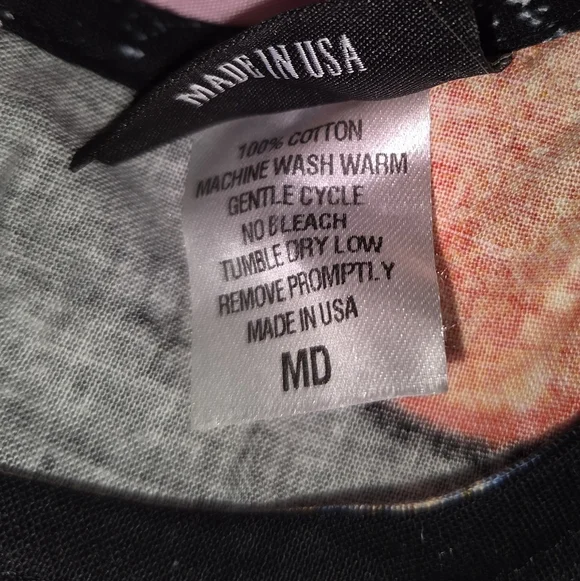 MADE IN USA
100% COTTON
MACHINE WASH WARM
GENTLE CYCLE
NO BLEACH
TUMBLE DRY LOW
REMOVE PROMPTLY
MADE IN USA
MD